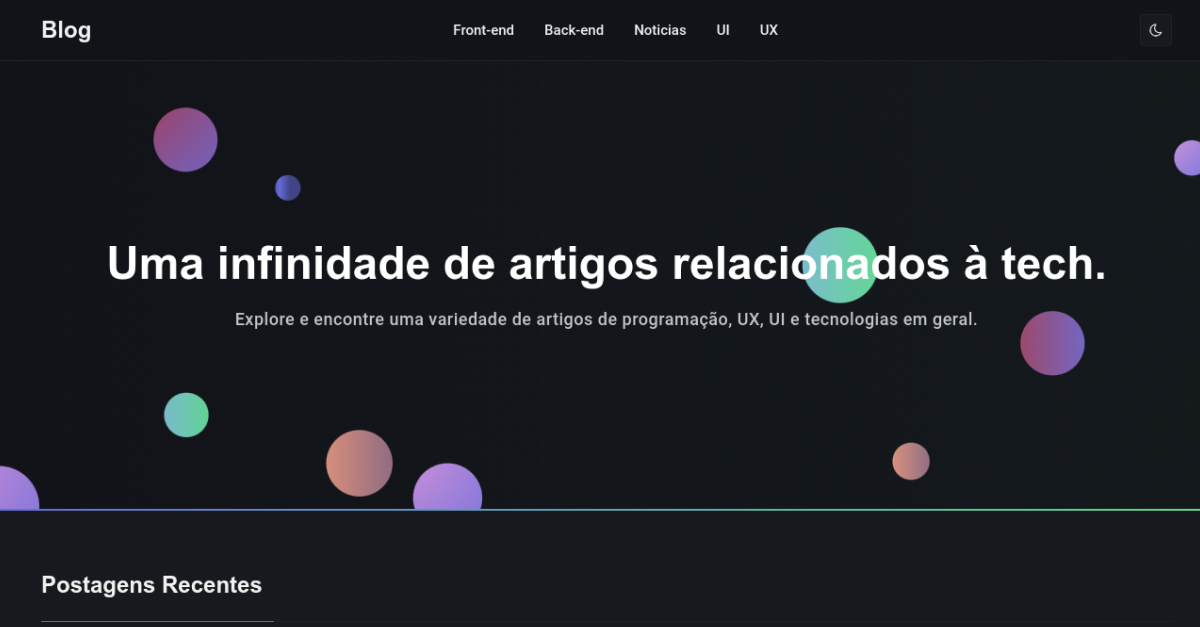 Blog
Front-end Back-end Noticias UI UX
Uma infinidade de artigos relacionados à tech.
Explore e encontre uma variedade de artigos de programação, UX, UI e tecnologias em geral.
Postagens Recentes